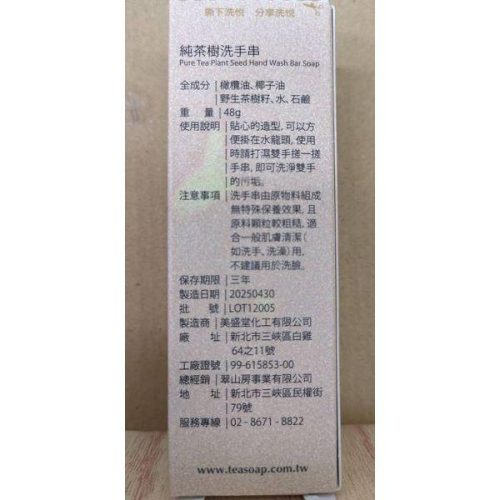 撕下洗悅 分享洗悅
純茶樹洗手串
Pure Tea Plant Seed Hand Wash Bar Soap
全成分│橄欖油、椰子油
野生茶樹籽、水、石鹼
重 量│48g
使用說明│貼心的造型,可以方
便掛在水龍頭,使用
時請打濕雙手搓一搓
手串,即可洗淨雙手
的污垢。
注意事項│洗手串由原物料組成
無特殊保養效果,且
原料顆粒較粗糙,適
合一般肌膚清潔(
如洗手、洗澡)用,
不建議用於洗臉。
保存期限│三年
製造日期│20250430
批 號│LOT12005
製造商│美盛堂化工有限公司
廠 址│新北市三峽區白雞
64之11號
工廠證號│99-615853-00
總經銷│翠山房事業有限公司
地 址│新北市三峽區民權街
79號
服務專線│02-8671-8822
www.teasoap.com.tw